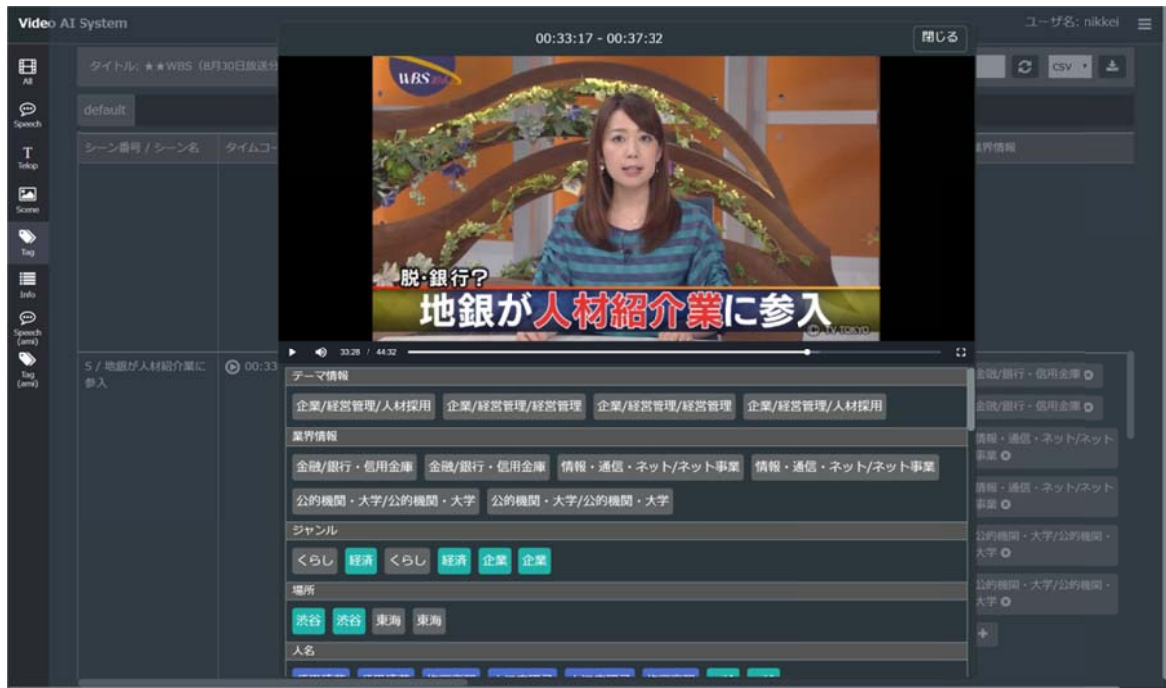 Video AI System
ユーザ名: nikkei
00:33:17 - 00:37:32
閉じる
All
Speech
Telop
Scene
Tag
Info
Speech
(ami)
Tag
(ami)
タイトル: ★★WBS（8月30日放送分
CSV
default
シーン番号 / シーン名
タイムコー
業界情報
WBS
脱・銀行?
地銀が人材紹介業に参入
© TV TOKYO
33:28 / 44:32
5 / 地銀が人材紹介業に
参入
00:33
テーマ情報
企業/経営管理/人材採用 企業/経営管理/経営管理 企業/経営管理/経営管理 企業/経営管理/人材採用
業界情報
金融/銀行・信用金庫 金融/銀行・信用金庫 情報・通信・ネット/ネット事業 情報・通信・ネット/ネット事業
公的機関・大学/公的機関・大学 公的機関・大学/公的機関・大学
ジャンル
くらし 経済 くらし 経済 企業 企業
場所
渋谷 渋谷 東海 東海
人名
金融/銀行・信用金庫
金融/銀行・信用金庫
情報・通信・ネット/ネット
事業
情報・通信・ネット/ネット
事業
公的機関・大学/公的機関・
大学
公的機関・大学/公的機関・
大学